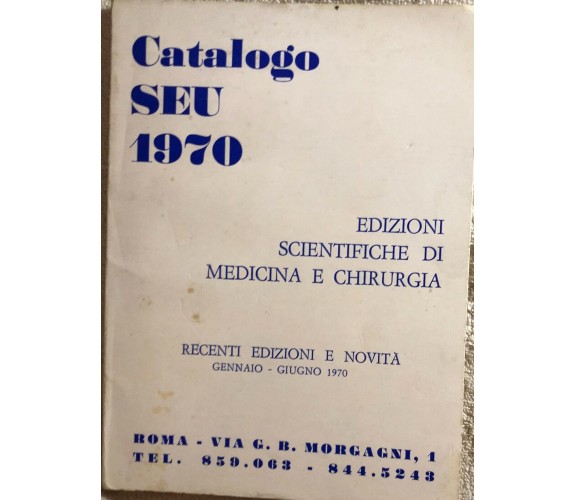 Catalogo
SEU
1970
EDIZIONI
SCIENTIFICHE DI
MEDICINA E CHIRURGIA
RECENTI EDIZIONI E NOVITÀ
GENNAIO - GIUGNO 1970
ROMA - VIA G. B. MORGAGNI, 1
TEL. 859.063 - 844.5243